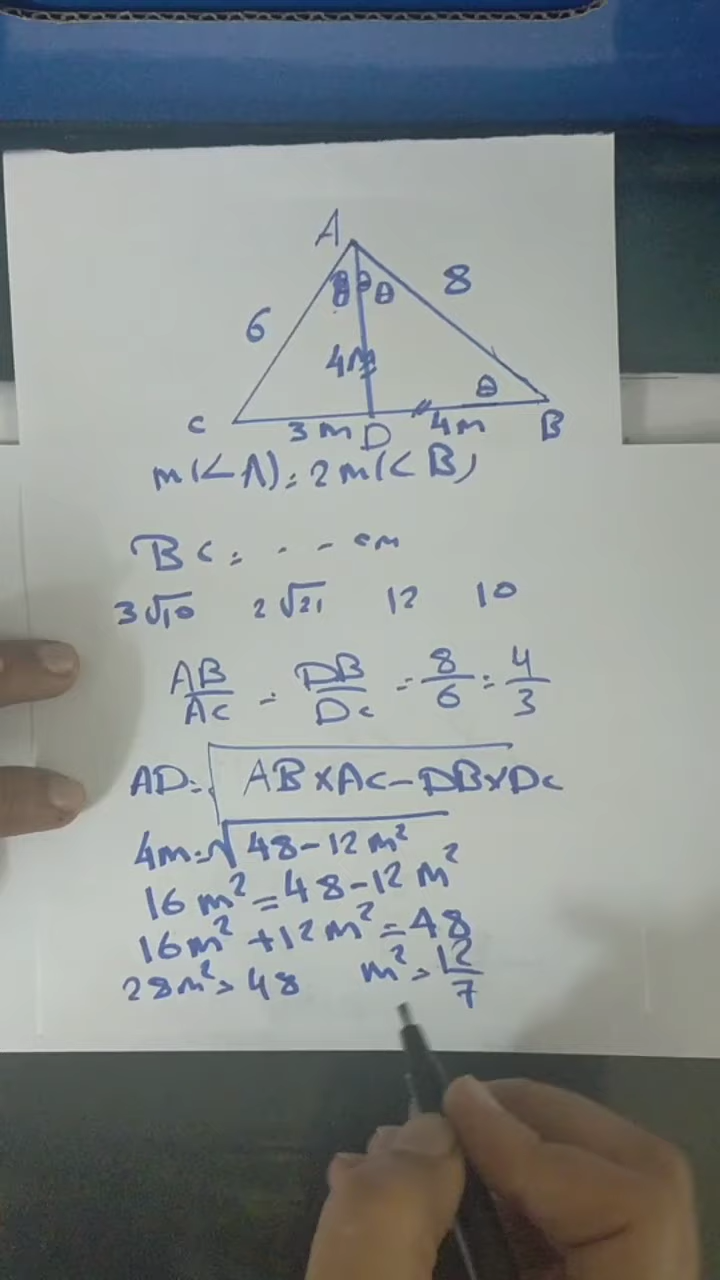 A
θ θ θ
8
6
4m
θ
C 3m D 4m B
m(<A) = 2m(<B)
BC = . - - cm
3√10 2√21 12 10
AB/AC = DB/DC = 8/6 = 4/3
AD = √AB×AC-DB×DC
4m = √48-12m²
16m² = 48-12m²
16m²+12m² = 48
28m² = 48 m² = 12/7